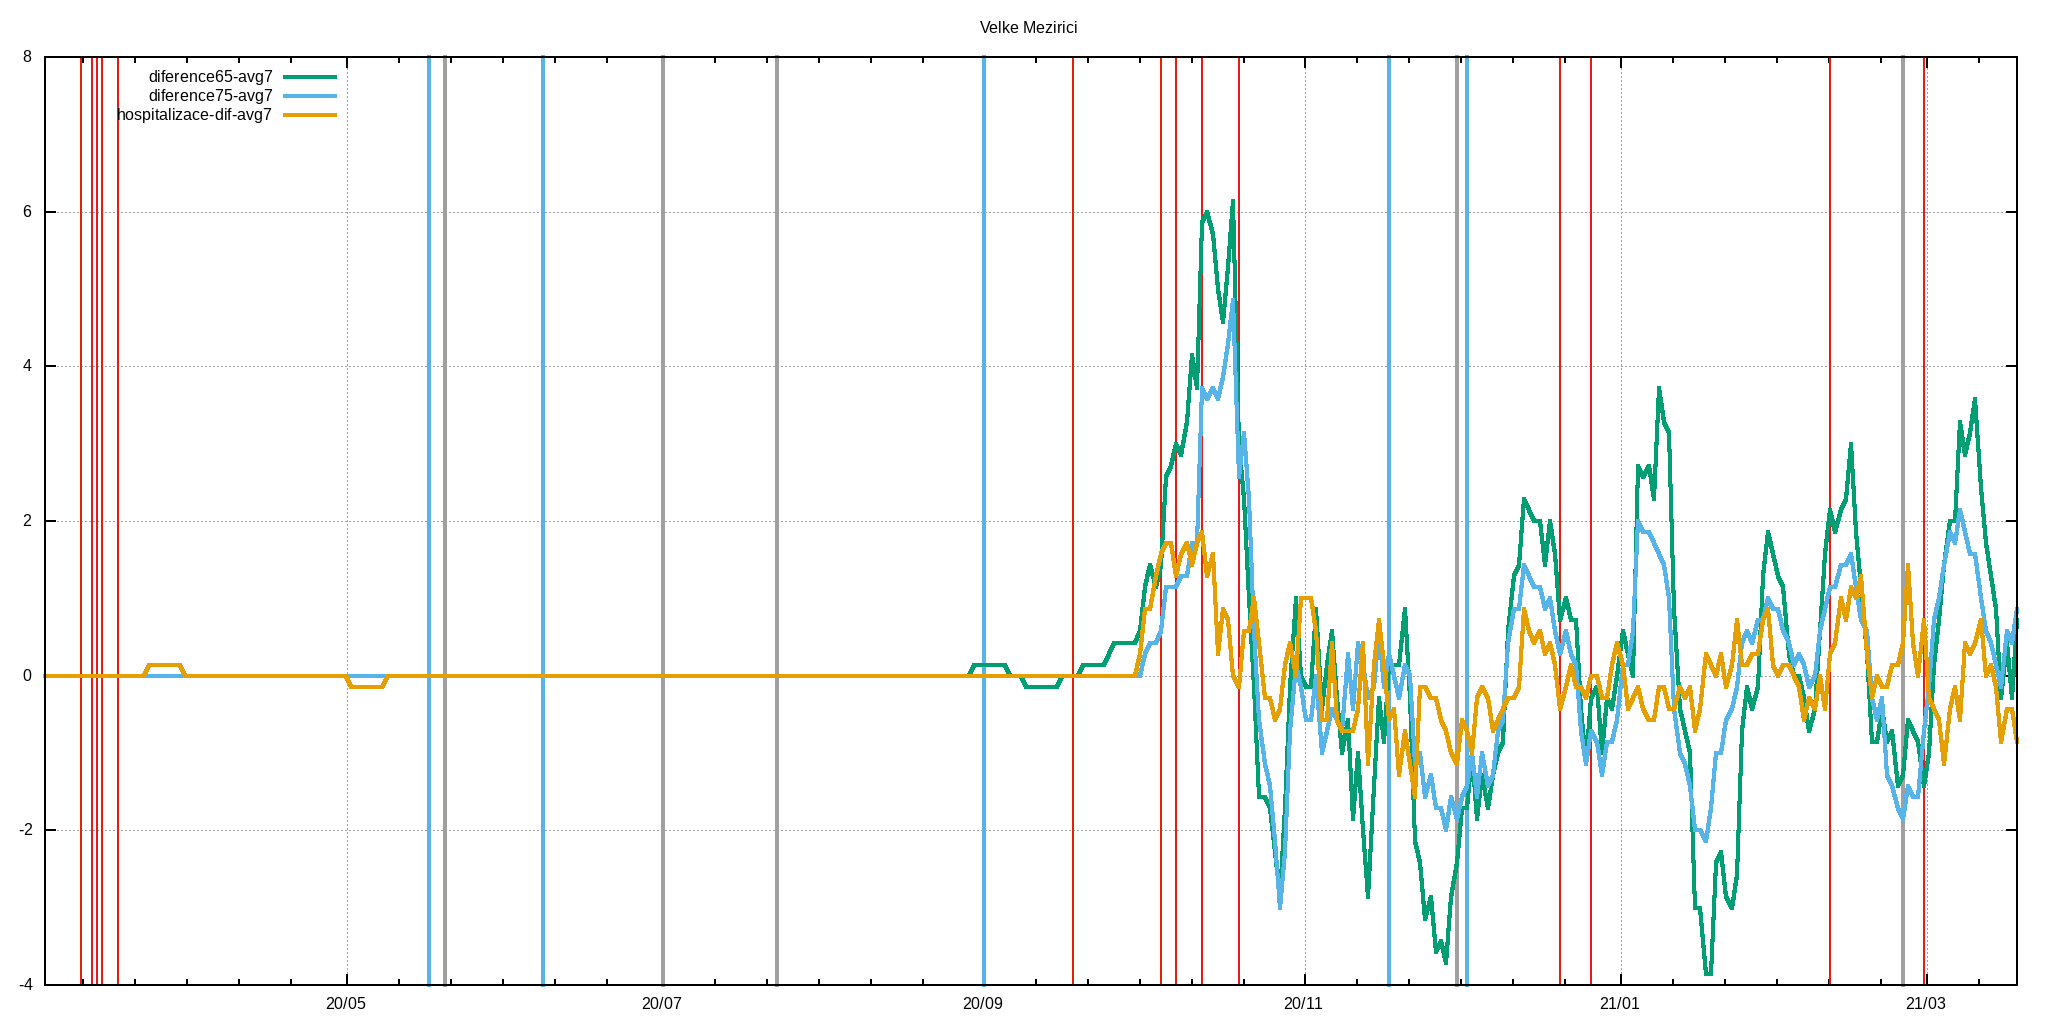 Velke Mezirici
8
diference65-avg7
diference75-avg7
hospitalizace-dif-avg7
6
4
2
0
-2
-4
20/05 20/07 20/09 20/11 21/01 21/03